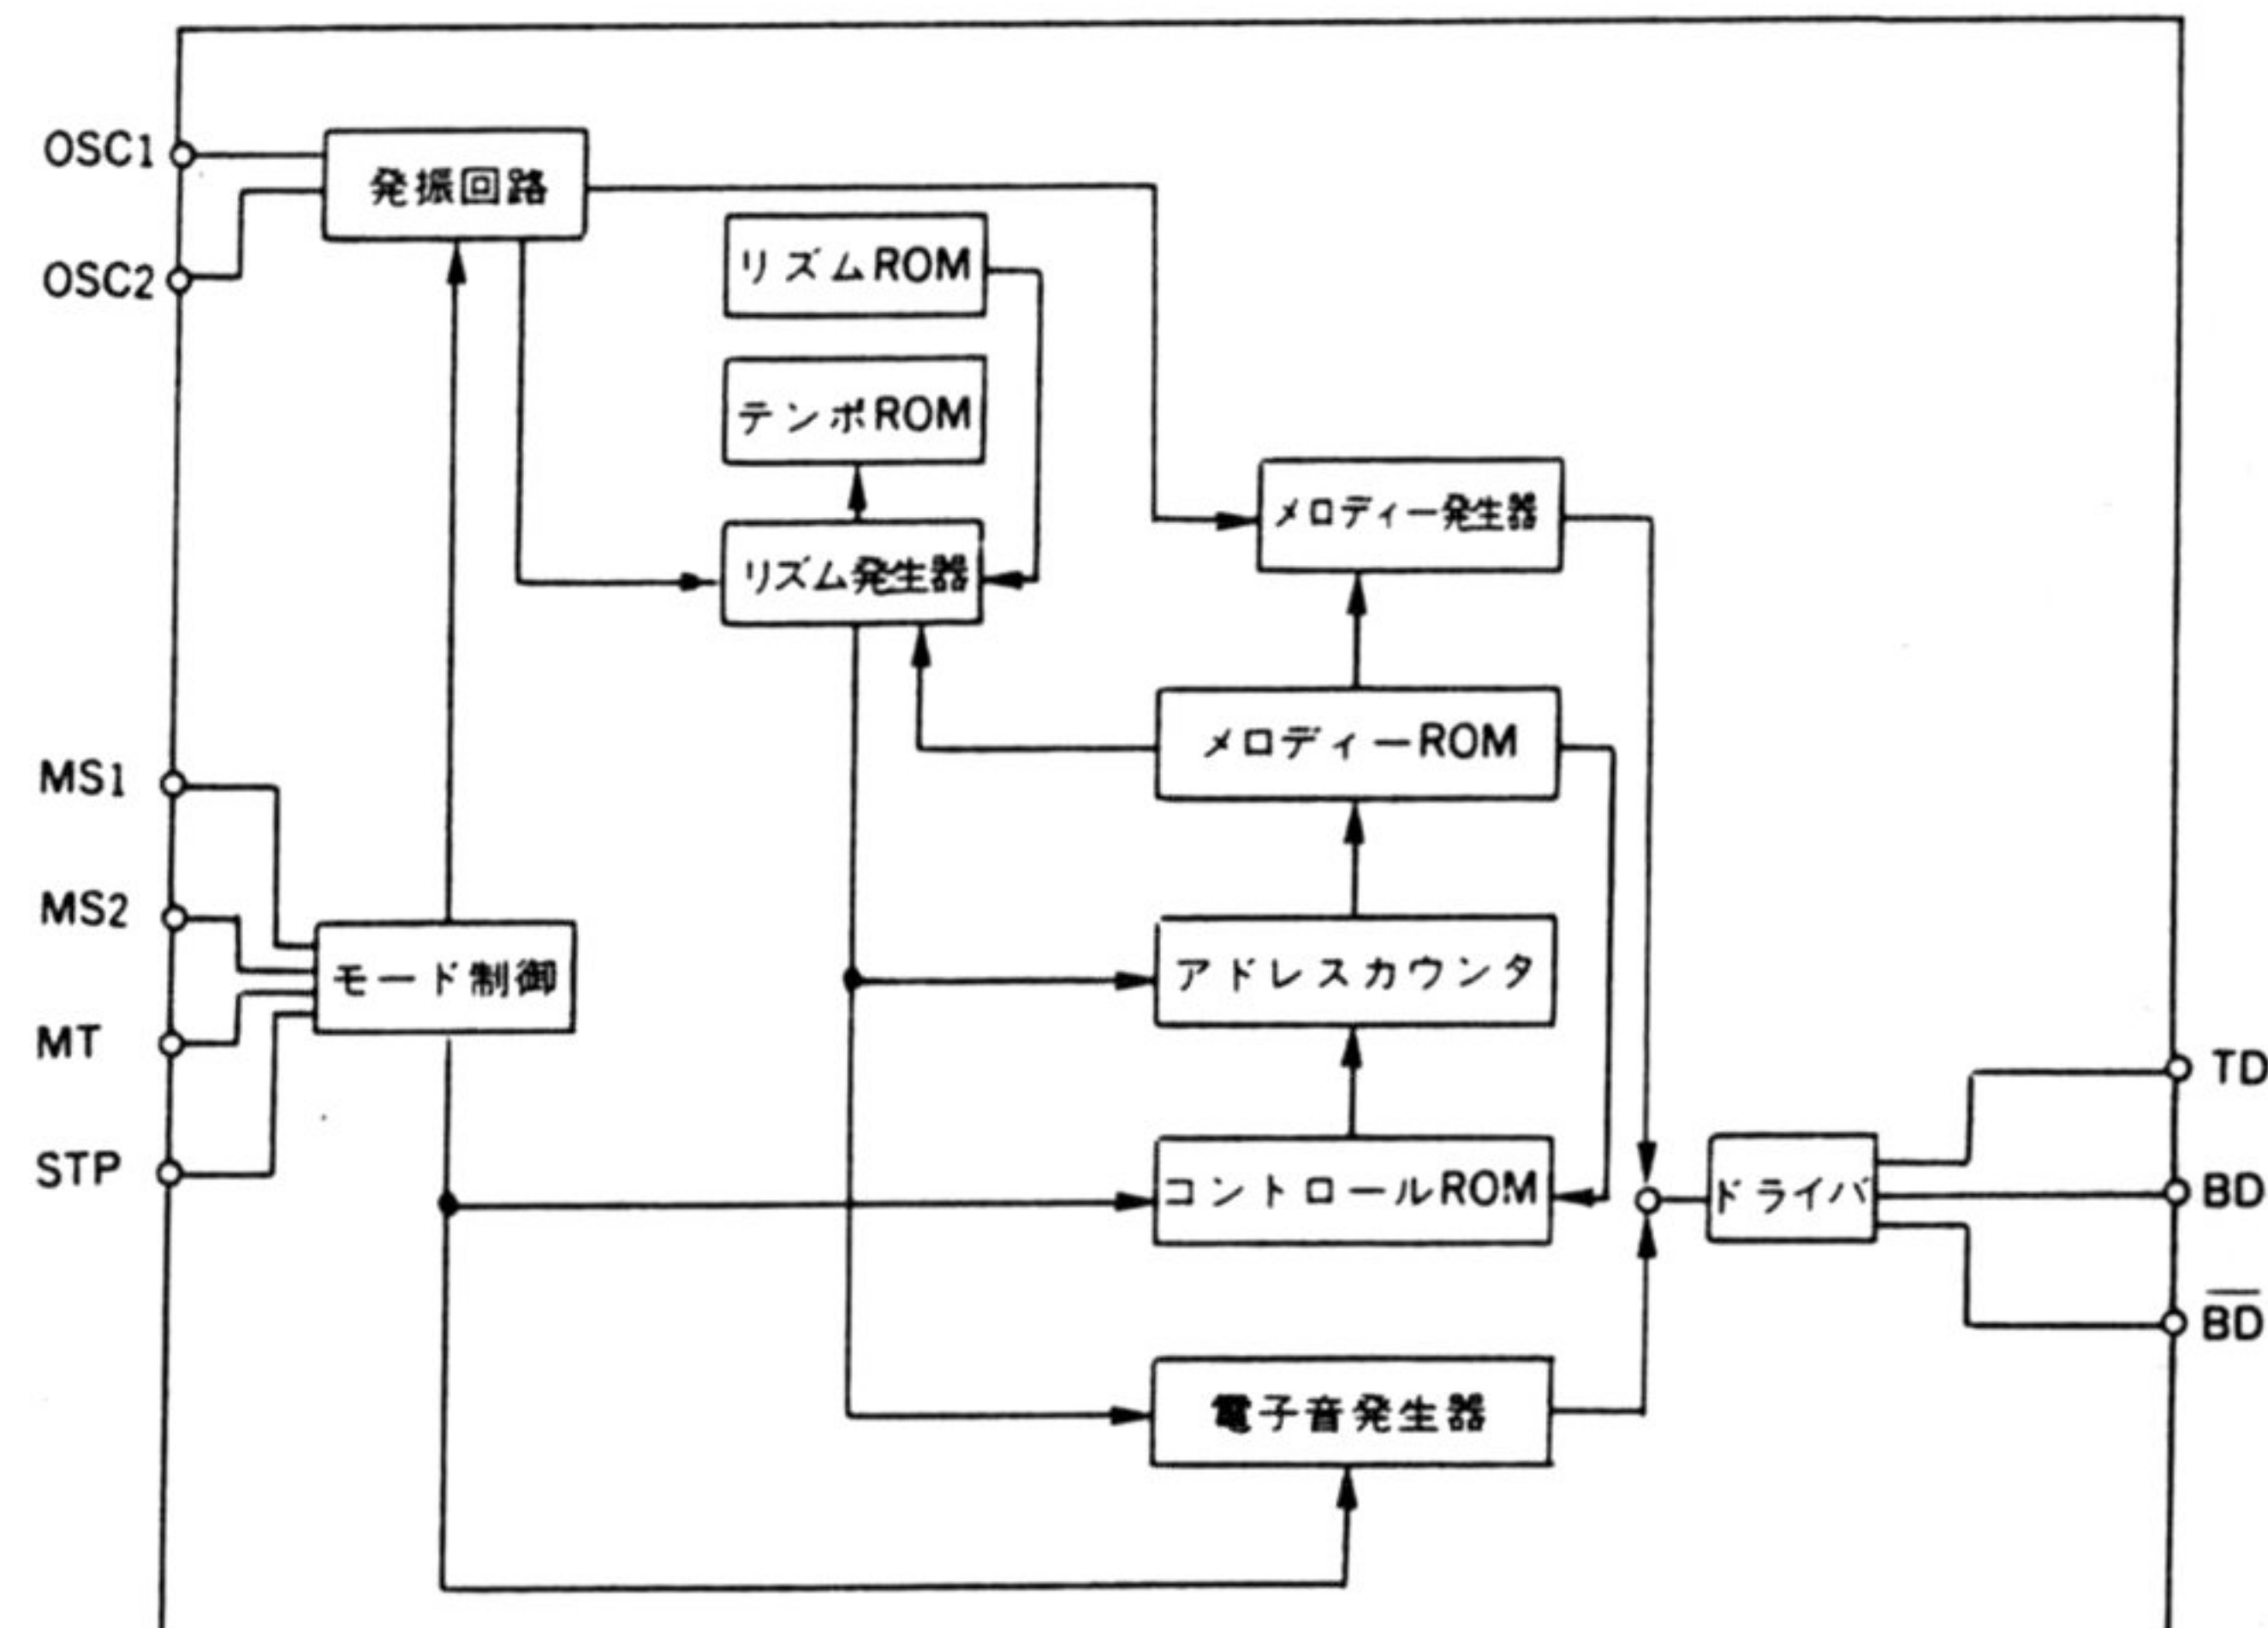 OSC1
発振回路
OSC2
リズムROM
テンポROM
メロディー発生器
リズム発生器
メロディーROM
MS1
MS2
モード制御
アドレスカウンタ
MT
TD
STP
コントロールROM
ドライバ
BD
B̅D̅
電子音発生器